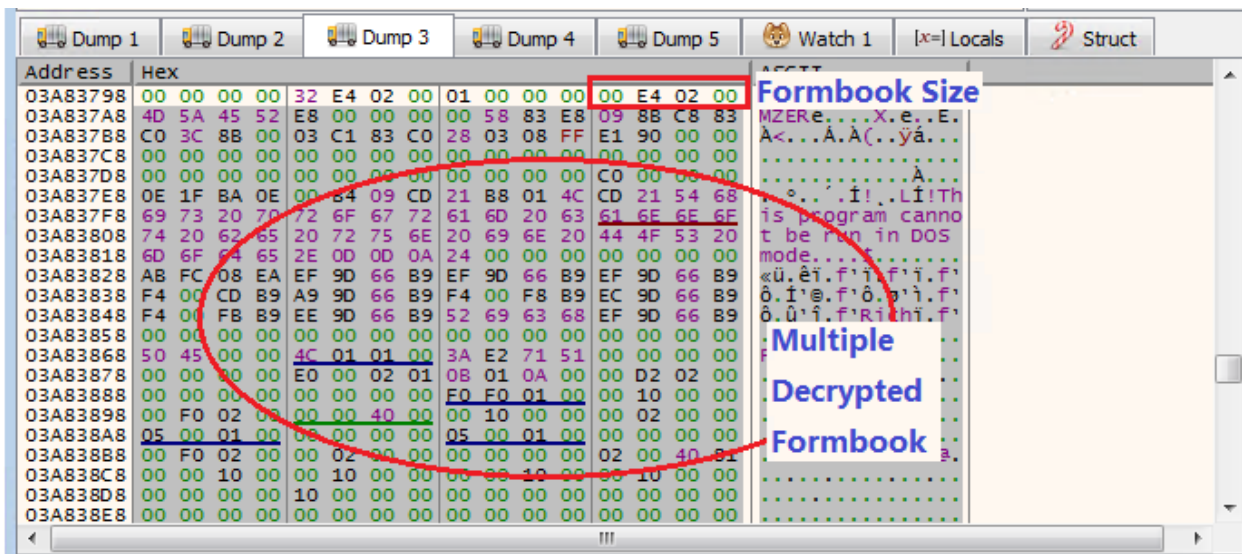 Dump 1 Dump 2 Dump 3 Dump 4 Dump 5 Watch 1 [x=] Locals Struct
Address Hex
03A83798 00 00 00 00 32 E4 02 00 01 00 00 00 00 E4 02 00 Formbook Size
03A837A8 4D 5A 45 52 E8 00 00 00 00 58 83 E8 09 8B C8 83 MZERè....X.è..È.
03A837B8 C0 3C 8B 00 03 C1 83 C0 28 03 08 FF E1 90 00 00 À<...Á.À(..ÿá...
03A837C8 00 00 00 00 00 00 00 00 00 00 00 00 00 00 00 00 ................
03A837D8 00 00 00 00 00 00 00 00 00 00 00 00 C0 00 00 00 ............À...
03A837E8 0E 1F BA 0E 00 B4 09 CD 21 B8 01 4C CD 21 54 68 ..º..´.Í!¸.LÍ!Th
03A837F8 69 73 20 70 72 6F 67 72 61 6D 20 63 61 6E 6E 6F is program canno
03A83808 74 20 62 65 20 72 75 6E 20 69 6E 20 44 4F 53 20 t be run in DOS
03A83818 6D 6F 64 65 2E 0D 0D 0A 24 00 00 00 00 00 00 00 mode....$.......
03A83828 AB FC 08 EA EF 9D 66 B9 EF 9D 66 B9 EF 9D 66 B9 «ü.êï.f¹ï.f¹ï.f¹
03A83838 F4 00 CD B9 A9 9D 66 B9 F4 00 F8 B9 EC 9D 66 B9 ô.͹©.f¹ô.ø¹ì.f¹
03A83848 F4 00 FB B9 EE 9D 66 B9 52 69 63 68 EF 9D 66 B9 ô.û¹î.f¹Richï.f¹
03A83858 00 00 00 00 00 00 00 00 00 00 00 00 00 00 00 00
Multiple
03A83868 50 45 00 00 4C 01 01 00 3A E2 71 51 00 00 00 00
03A83878 00 00 00 00 E0 00 02 01 0B 01 0A 00 00 D2 02 00
Decrypted
03A83888 00 00 00 00 00 00 00 00 F0 F0 01 00 00 10 00 00
03A83898 00 F0 02 00 00 00 40 00 00 10 00 00 00 02 00 00
03A838A8 05 00 01 00 00 00 00 00 05 00 01 00 00 00 00 00
Formbook
03A838B8 00 F0 02 00 00 02 00 00 00 00 00 00 02 00 40 81
03A838C8 00 00 10 00 00 10 00 00 00 00 10 00 00 10 00 00 ................
03A838D8 00 00 00 00 10 00 00 00 00 00 00 00 00 00 00 00 ................
03A838E8 00 00 00 00 00 00 00 00 00 00 00 00 00 00 00 00 ................